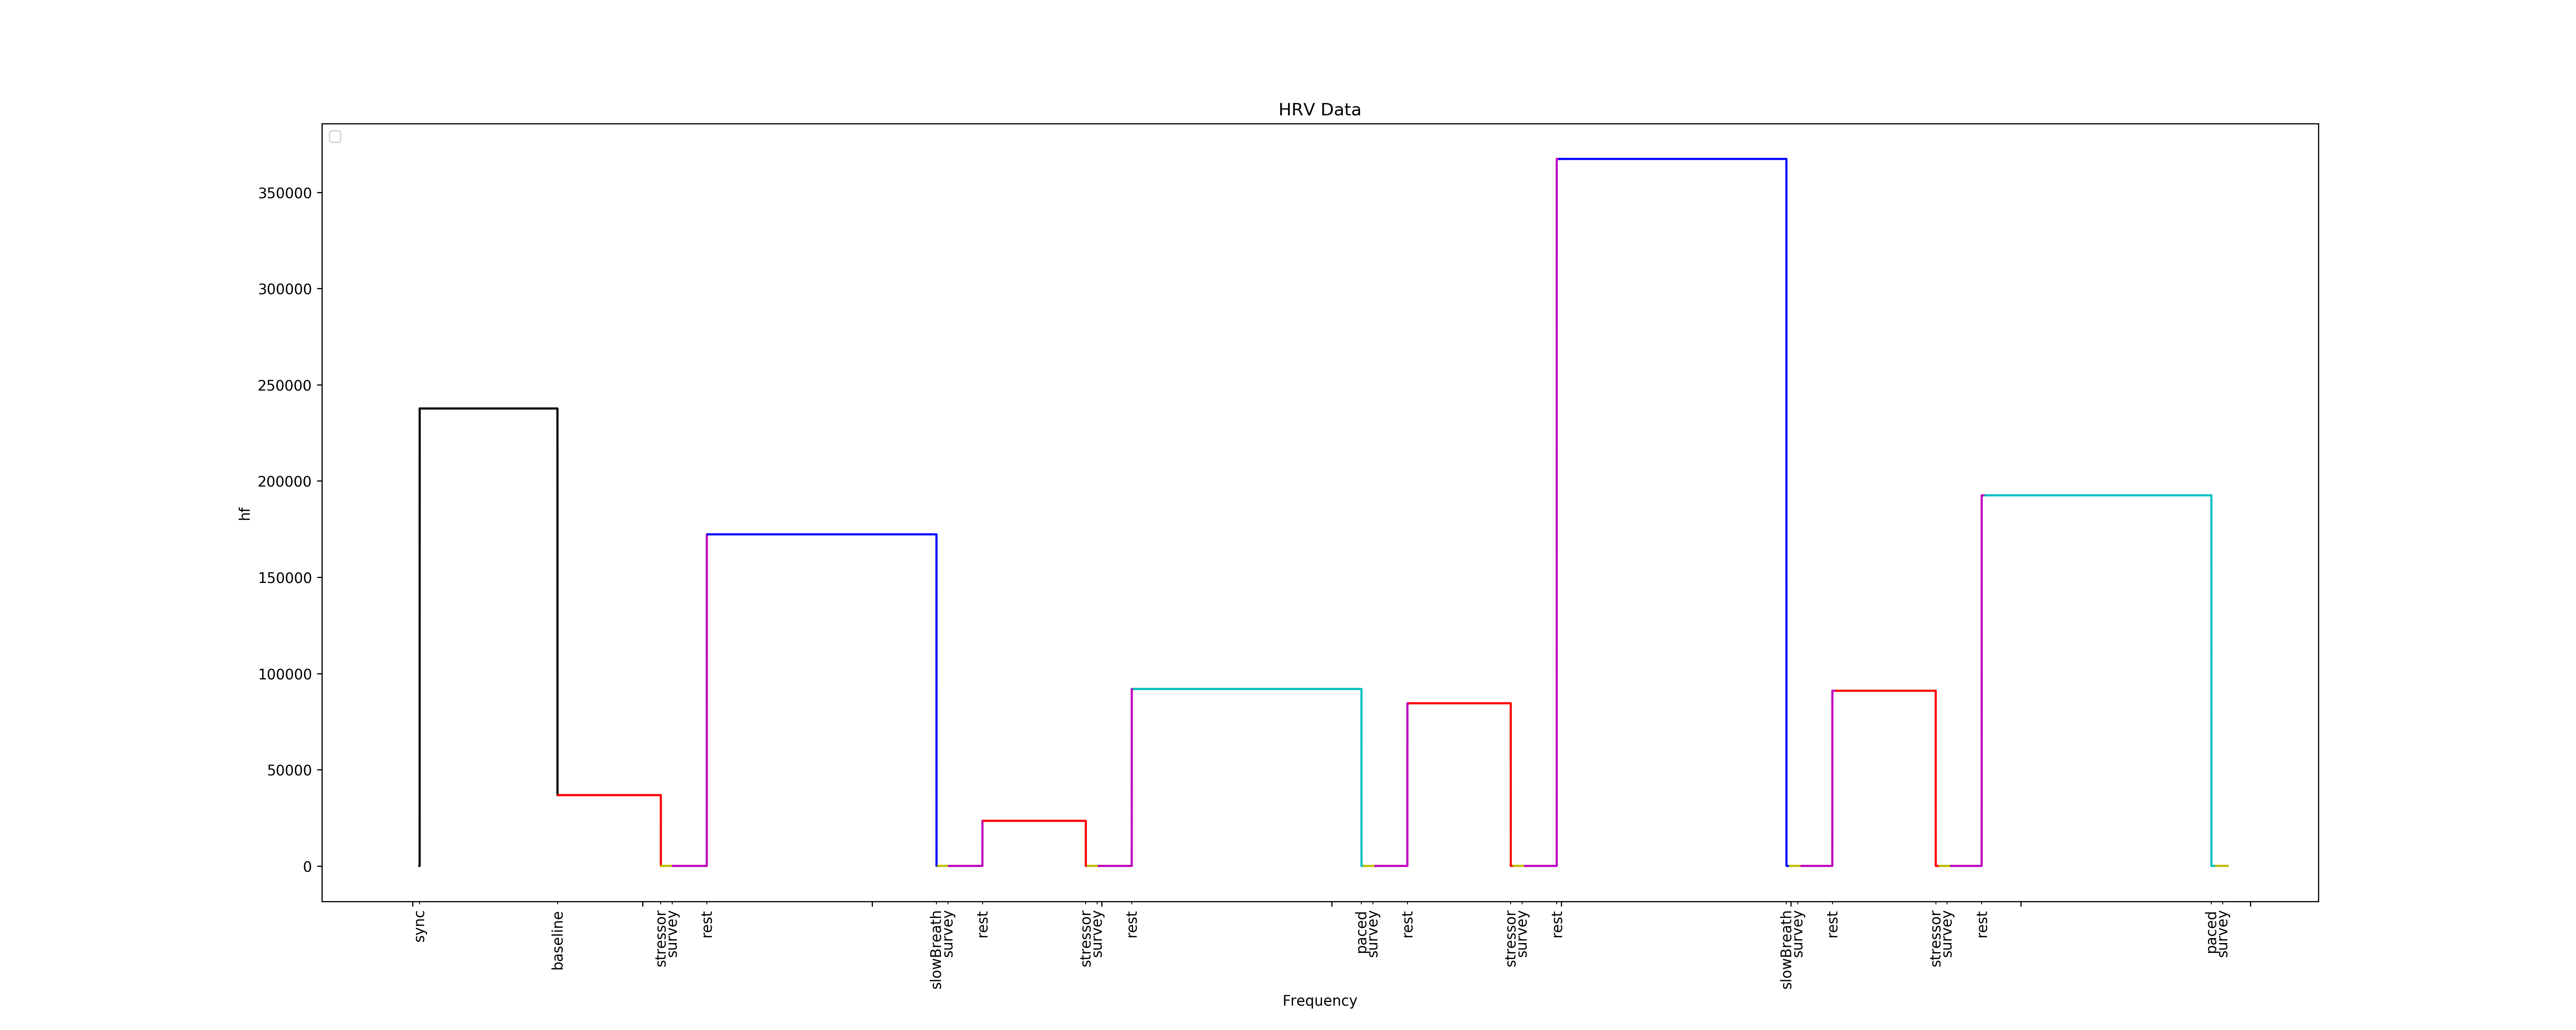 HRV Data
350000
300000
250000
200000
150000
100000
50000
0
hf
sync
baseline
stressor
survey
rest
slowBreath
survey
rest
stressor
survey
rest
paced
survey
rest
stressor
survey
rest
slowBreath
survey
rest
stressor
survey
rest
paced
survey
Frequency